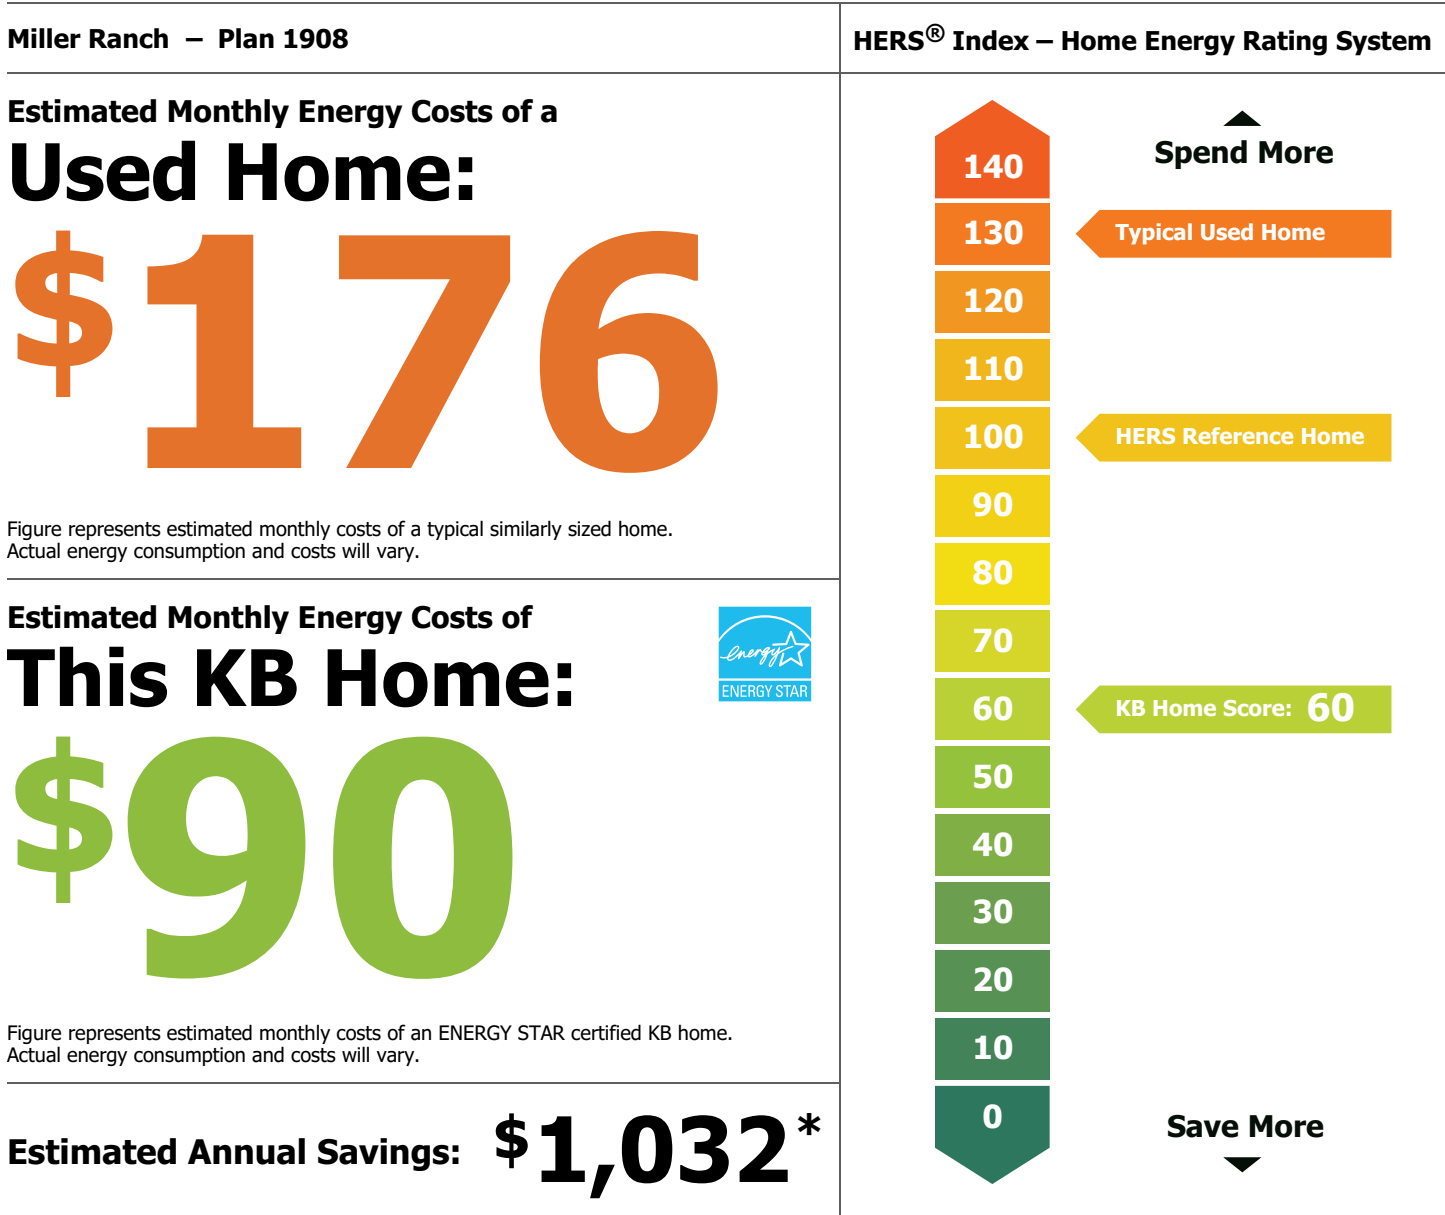 Miller Ranch – Plan 1908
Estimated Monthly Energy Costs of a
Used Home:
$176
Figure represents estimated monthly costs of a typical similarly sized home.
Actual energy consumption and costs will vary.
Estimated Monthly Energy Costs of
This KB Home:
energy
ENERGY STAR
$90
Figure represents estimated monthly costs of an ENERGY STAR certified KB home.
Actual energy consumption and costs will vary.
Estimated Annual Savings: $1,032*
HERS® Index – Home Energy Rating System
Spend More
140
130
Typical Used Home
120
110
100
HERS Reference Home
90
80
70
60
KB Home Score: 60
50
40
30
20
10
0
Save More